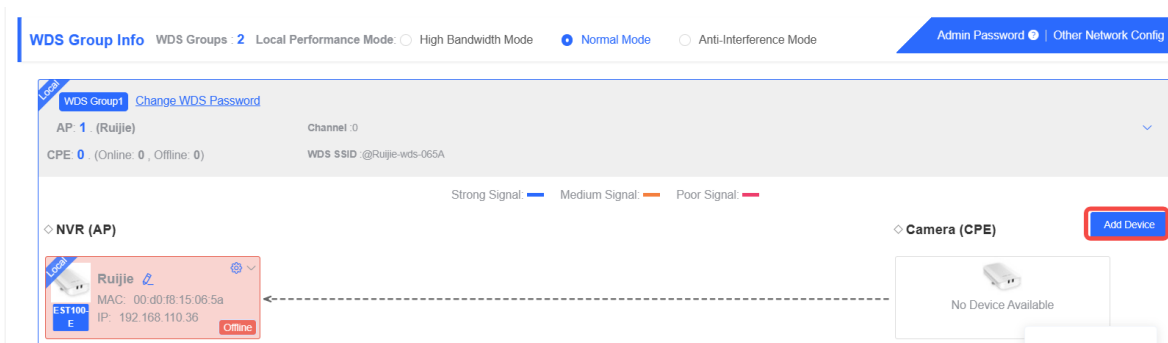 WDS Group Info WDS Groups : 2 Local Performance Mode: High Bandwidth Mode Normal Mode Anti-Interference Mode Admin Password ? | Other Network Config
Local
WDS Group1 Change WDS Password
AP: 1 . (Ruijie) Channel :0
CPE: 0 . (Online: 0 , Offline: 0) WDS SSID :@Ruijie-wds-065A
Strong Signal: Medium Signal: Poor Signal:
NVR (AP) Camera (CPE) Add Device
Local
Ruijie
MAC: 00:d0:f8:15:06:5a
IP: 192.168.110.36
EST100-
E
Offline
No Device Available